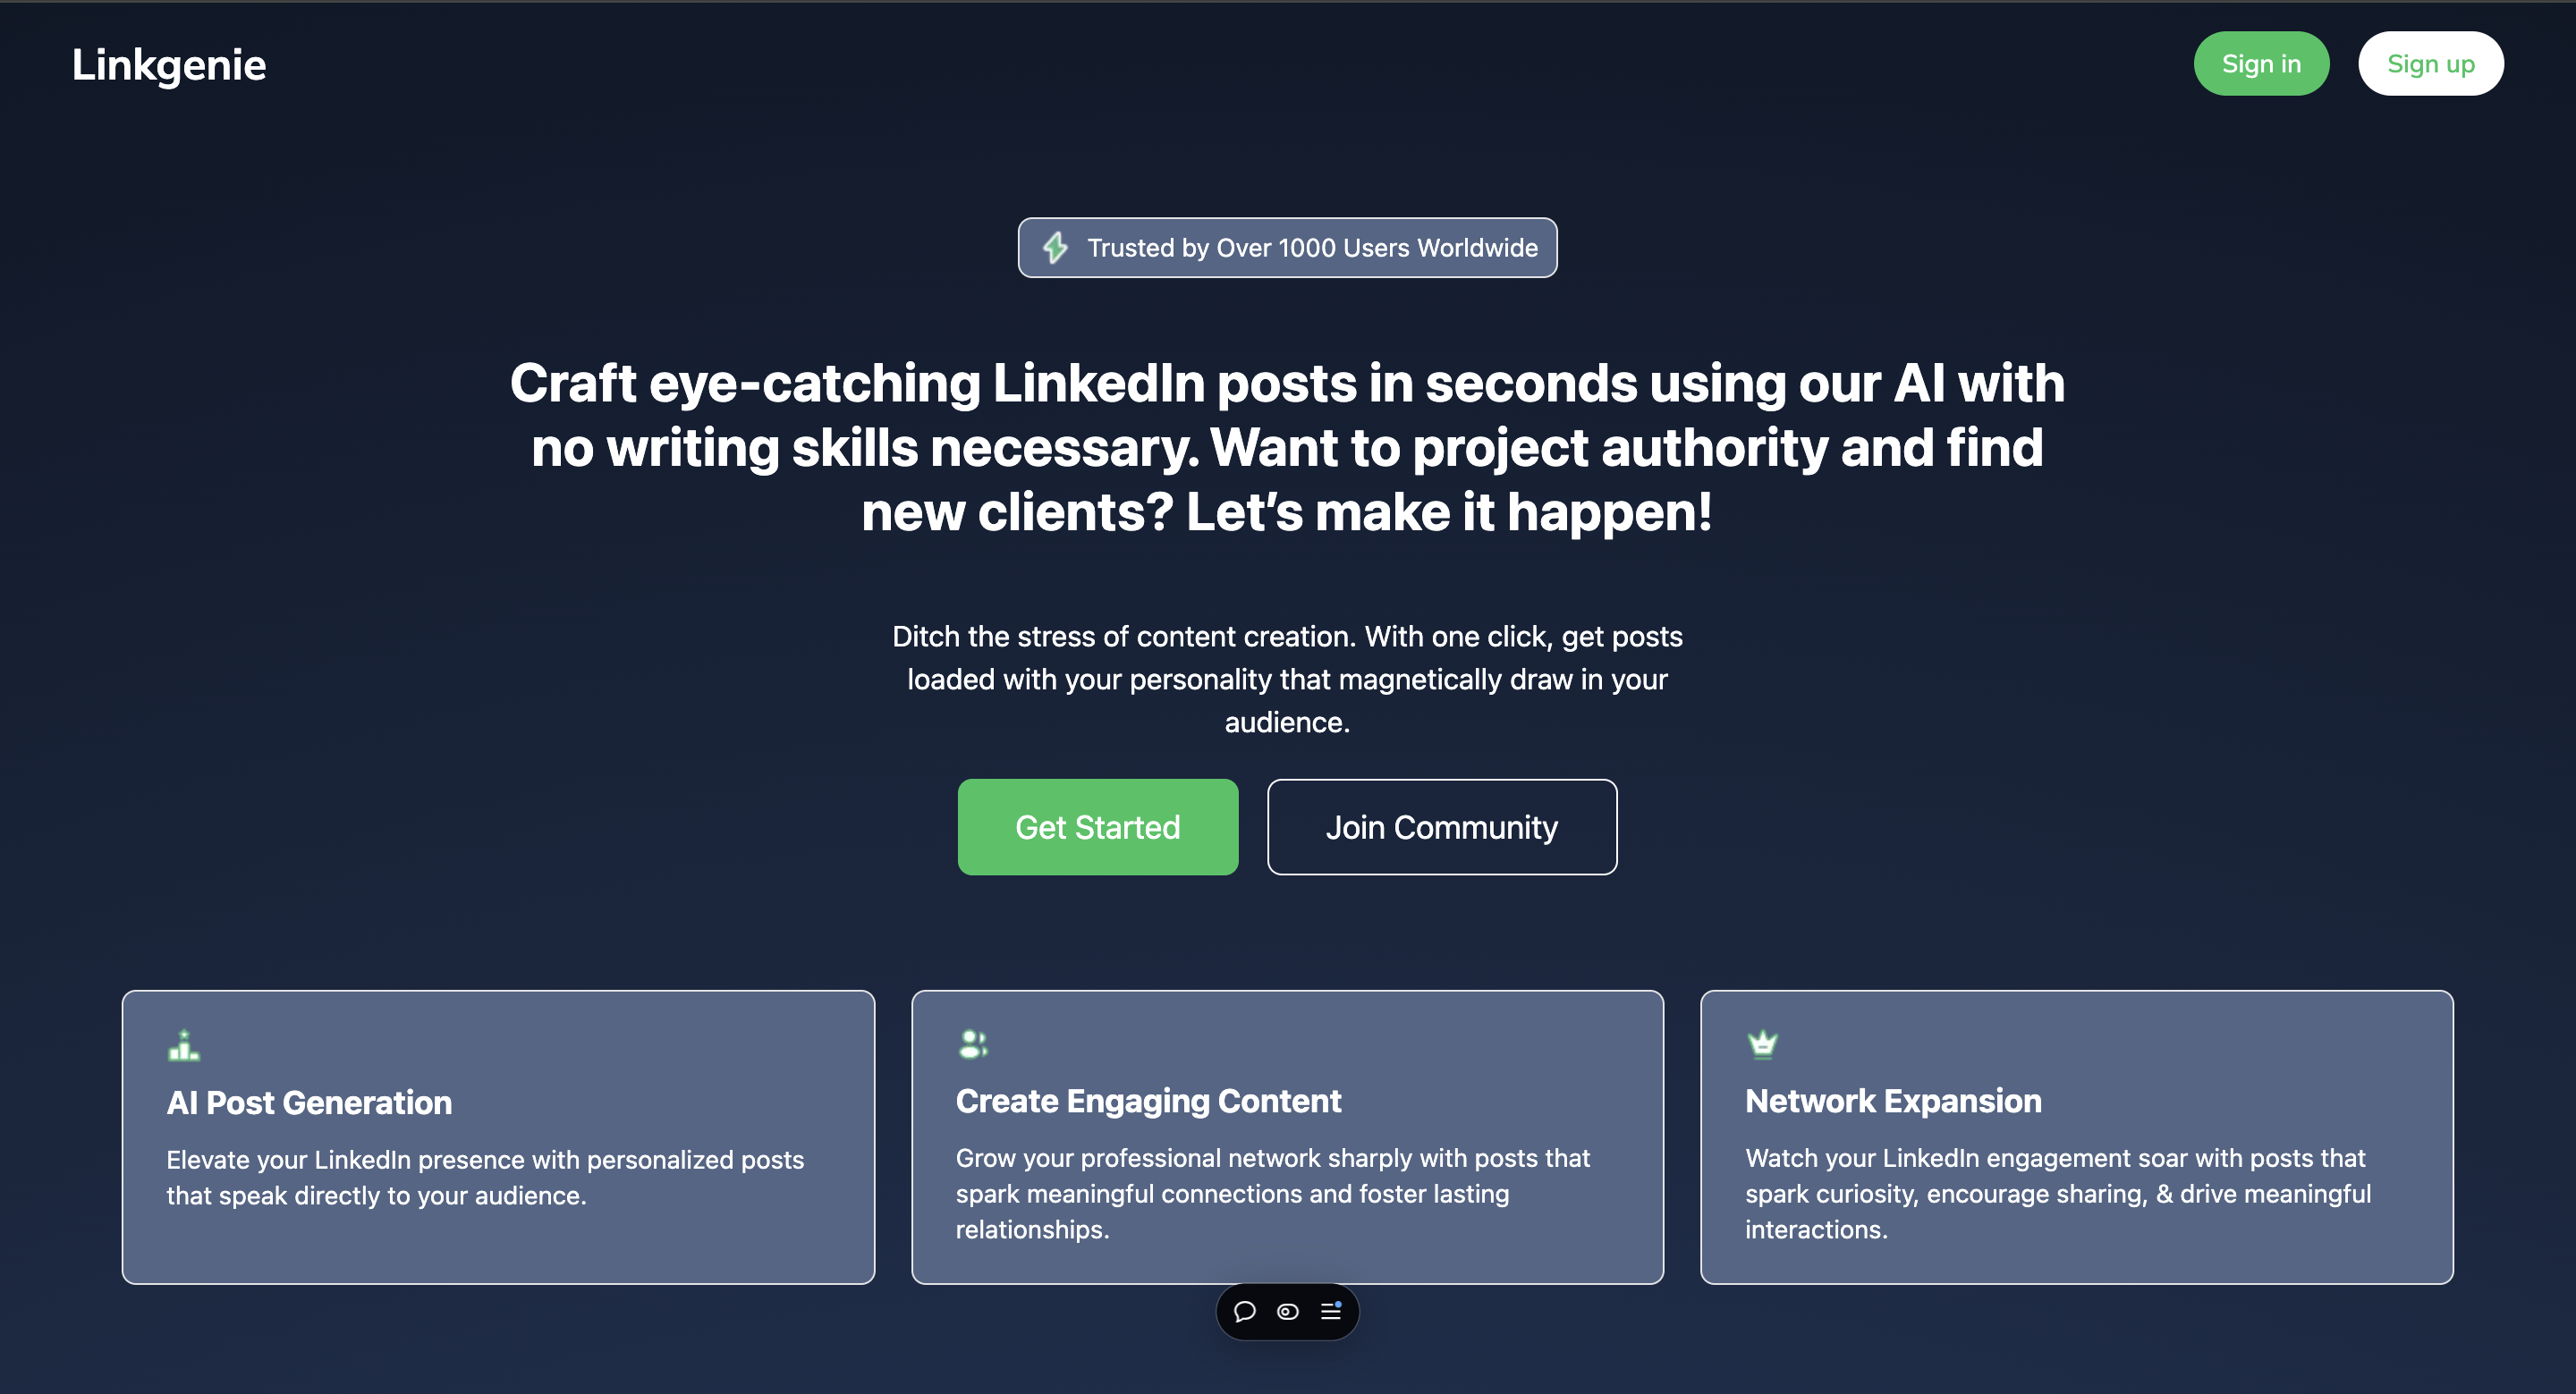 Linkgenie
Sign in
Sign up
Trusted by Over 1000 Users Worldwide
Craft eye-catching LinkedIn posts in seconds using our AI with
no writing skills necessary. Want to project authority and find
new clients? Let’s make it happen!
Ditch the stress of content creation. With one click, get posts
loaded with your personality that magnetically draw in your
audience.
Get Started
Join Community
AI Post Generation
Elevate your LinkedIn presence with personalized posts
that speak directly to your audience.
Create Engaging Content
Grow your professional network sharply with posts that
spark meaningful connections and foster lasting
relationships.
Network Expansion
Watch your LinkedIn engagement soar with posts that
spark curiosity, encourage sharing, & drive meaningful
interactions.